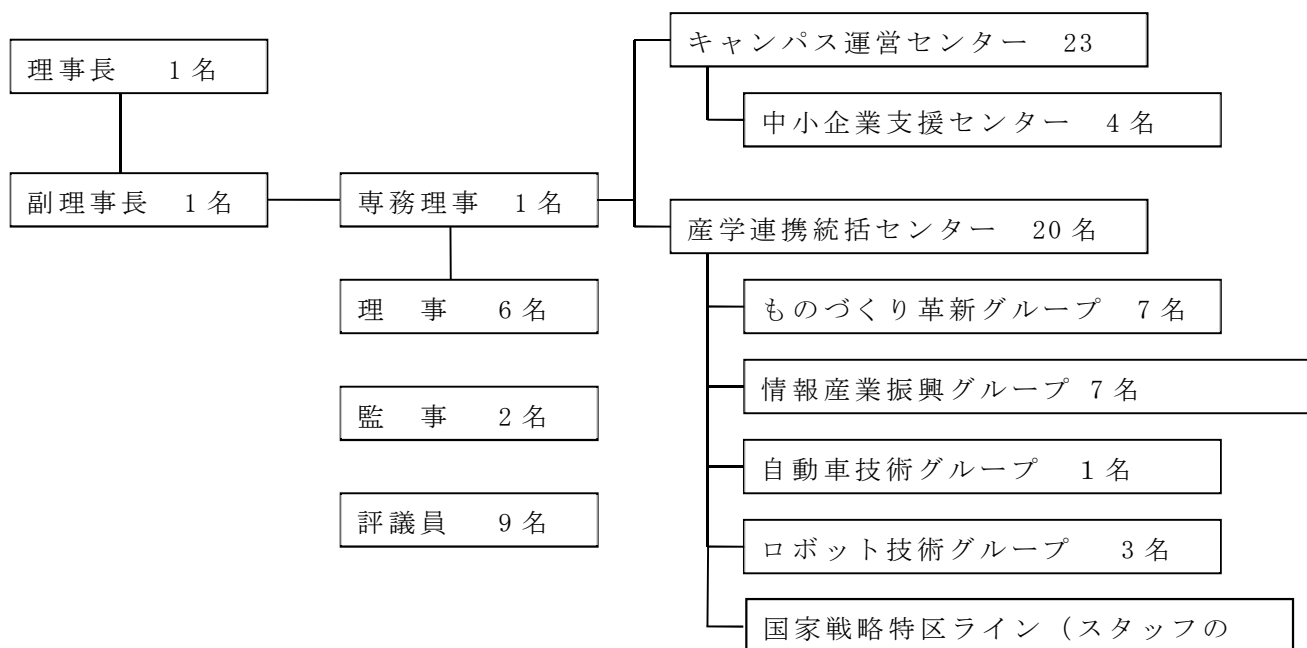 理事長 1名
副理事長 1名
専務理事 1名
理 事 6名
監 事 2名
評議員 9名
キャンパス運営センター 23
中小企業支援センター 4名
産学連携統括センター 20名
ものづくり革新グループ 7名
情報産業振興グループ 7名
自動車技術グループ 1名
ロボット技術グループ 3名
国家戦略特区ライン（スタッフの